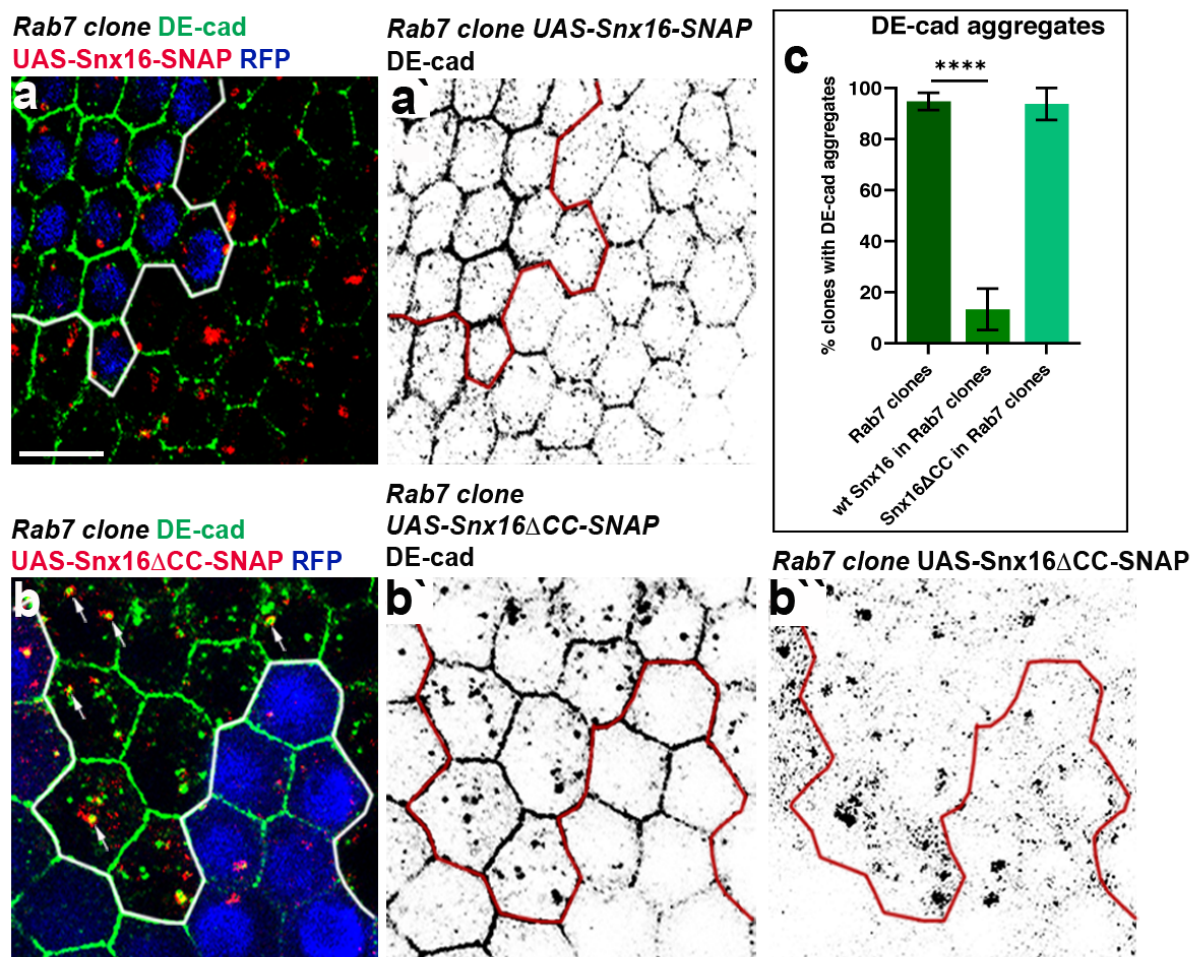 Rab7 clone DE-cad
UAS-Snx16-SNAP RFP
a
Rab7 clone UAS-Snx16-SNAP
DE-cad
a`
DE-cad aggregates
c
****
% clones with DE-cad aggregates
100
80
60
40
20
0
Rab7 clones
wt Snx16 in Rab7 clones
Snx16ΔCC in Rab7 clones
Rab7 clone DE-cad
UAS-Snx16ΔCC-SNAP RFP
b
Rab7 clone
UAS-Snx16ΔCC-SNAP
DE-cad
b`
Rab7 clone UAS-Snx16ΔCC-SNAP
b``